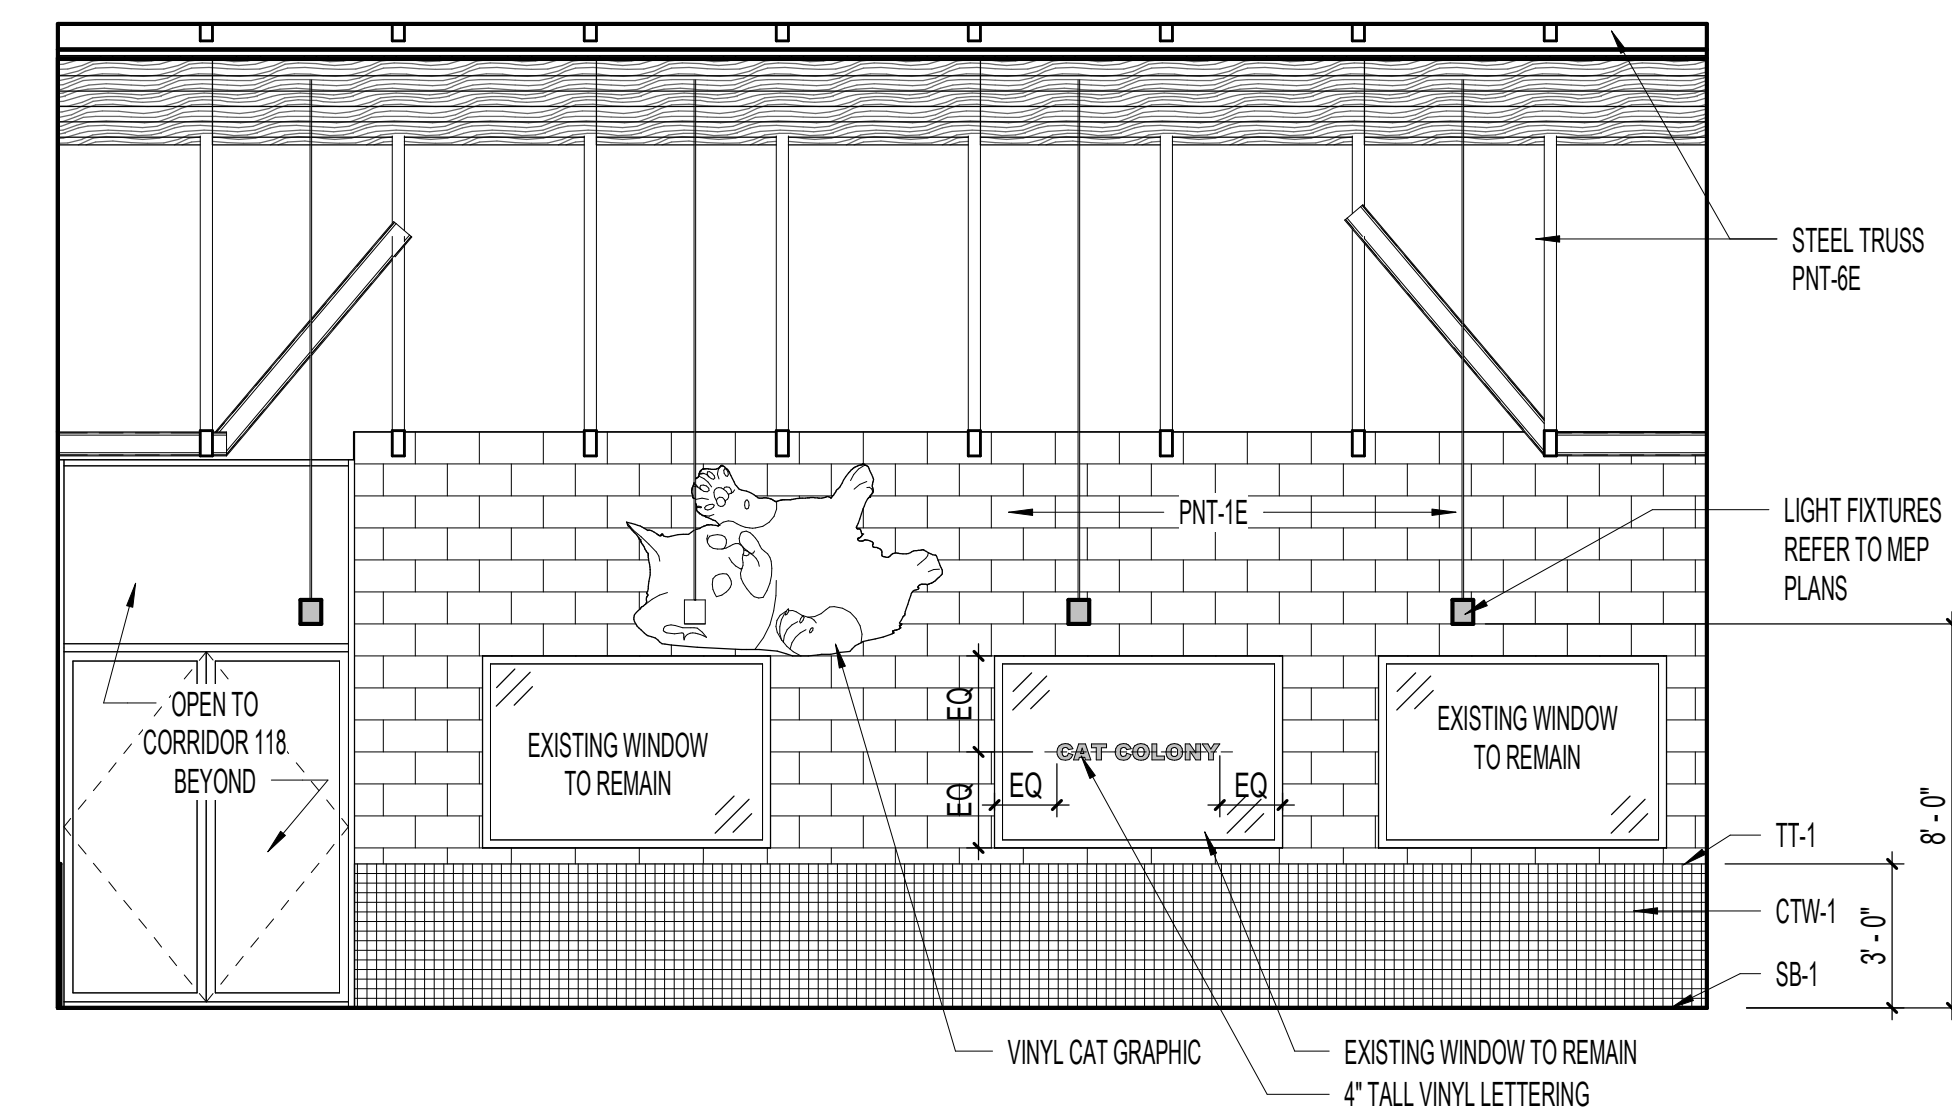 STEEL TRUSS
PNT-6E
PNT-1E
LIGHT FIXTURES
REFER TO MEP
PLANS
OPEN TO
CORRIDOR 118
BEYOND
EXISTING WINDOW
TO REMAIN
EQ
EQ
CAT COLONY
EQ
EQ
EXISTING WINDOW
TO REMAIN
8' - 0"
TT-1
CTW-1
3' - 0"
SB-1
VINYL CAT GRAPHIC
EXISTING WINDOW TO REMAIN
4" TALL VINYL LETTERING